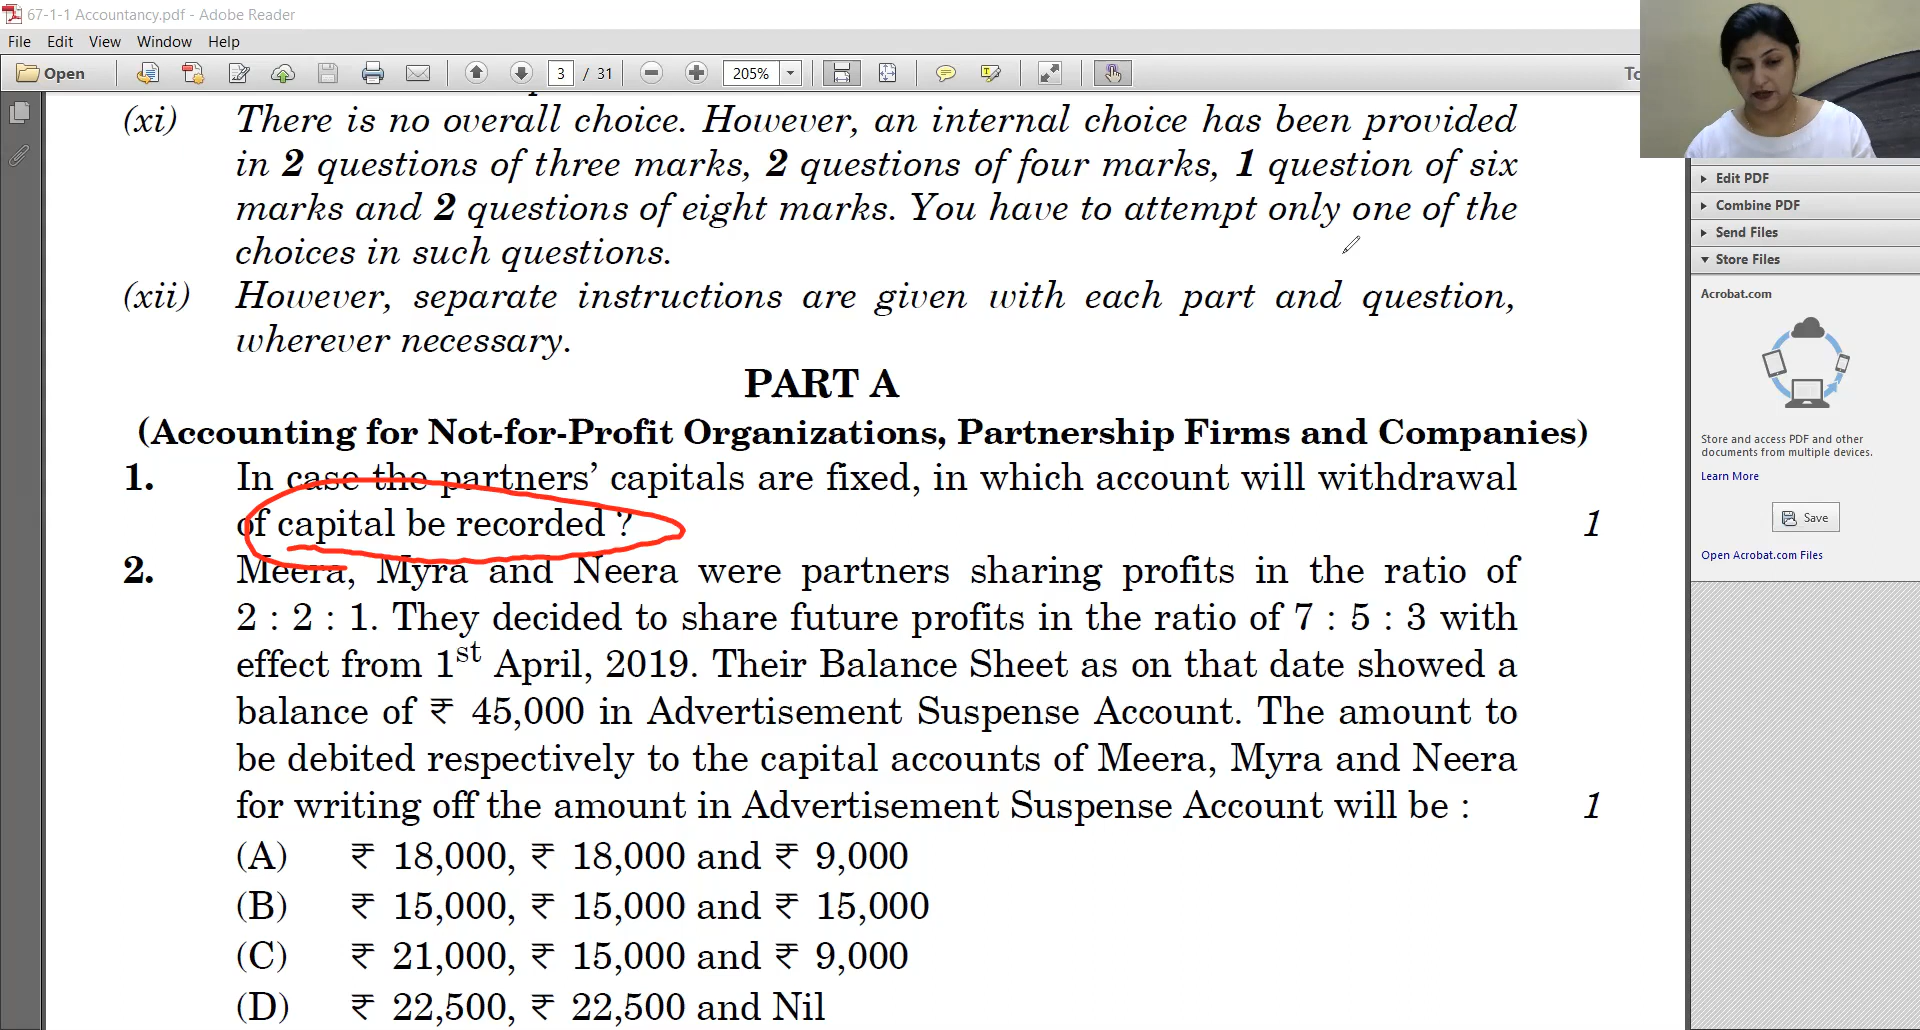 67-1-1 Accountancy.pdf - Adobe Reader
File Edit View Window Help
Open 3 / 31 205%
(xi) There is no overall choice. However, an internal choice has been provided
in 2 questions of three marks, 2 questions of four marks, 1 question of six
marks and 2 questions of eight marks. You have to attempt only one of the
choices in such questions.
(xii) However, separate instructions are given with each part and question,
wherever necessary.
PART A
(Accounting for Not-for-Profit Organizations, Partnership Firms and Companies)
1. In case the partners’ capitals are fixed, in which account will withdrawal
of capital be recorded ? 1
2. Meera, Myra and Neera were partners sharing profits in the ratio of
2 : 2 : 1. They decided to share future profits in the ratio of 7 : 5 : 3 with
effect from 1st April, 2019. Their Balance Sheet as on that date showed a
balance of ₹ 45,000 in Advertisement Suspense Account. The amount to
be debited respectively to the capital accounts of Meera, Myra and Neera
for writing off the amount in Advertisement Suspense Account will be : 1
(A) ₹ 18,000, ₹ 18,000 and ₹ 9,000
(B) ₹ 15,000, ₹ 15,000 and ₹ 15,000
(C) ₹ 21,000, ₹ 15,000 and ₹ 9,000
(D) ₹ 22,500, ₹ 22,500 and Nil
Edit PDF
Combine PDF
Send Files
Store Files
Acrobat.com
Store and access PDF and other
documents from multiple devices.
Learn More
Save
Open Acrobat.com Files